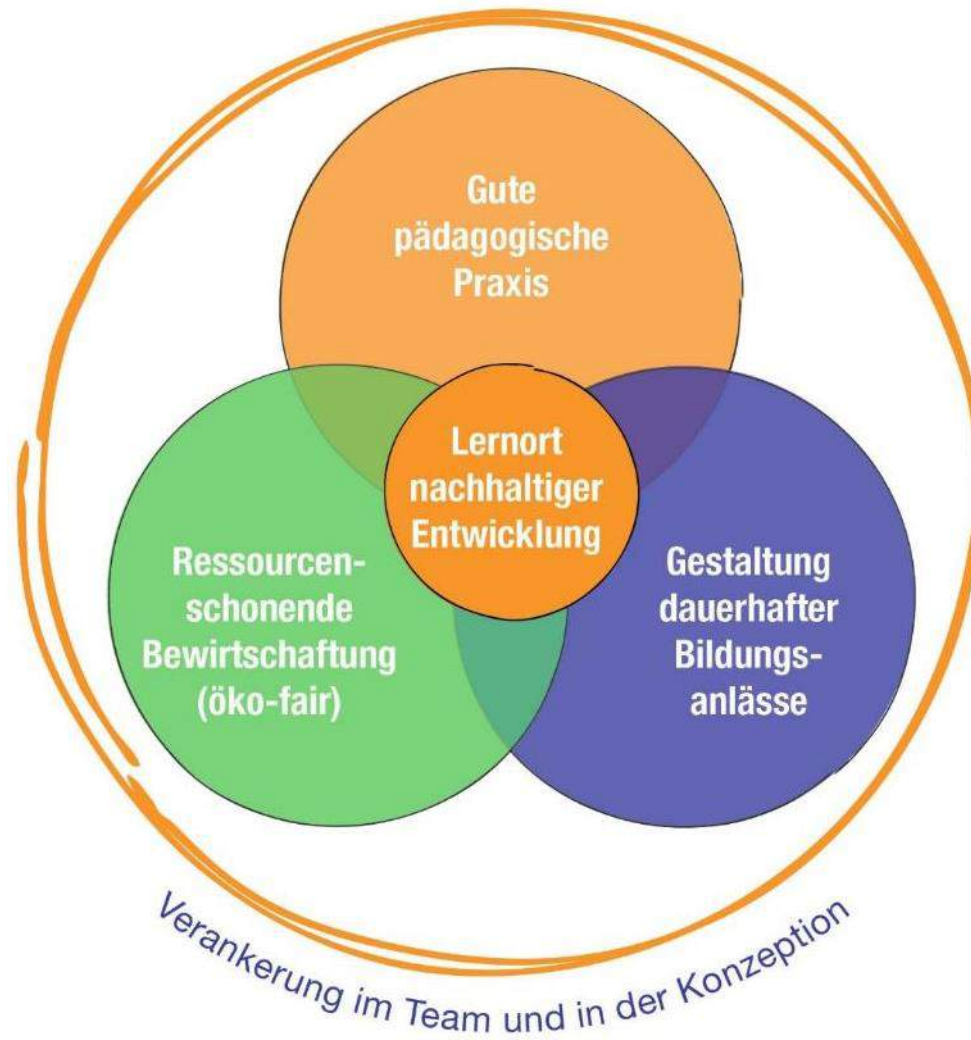 Gute
pädagogische
Praxis
Lernort
nachhaltiger
Entwicklung
Ressourcen-
schonende
Bewirtschaftung
(öko-fair)
Gestaltung
dauerhafter
Bildungs-
anlässe
Verankerung im Team und in der Konzeption